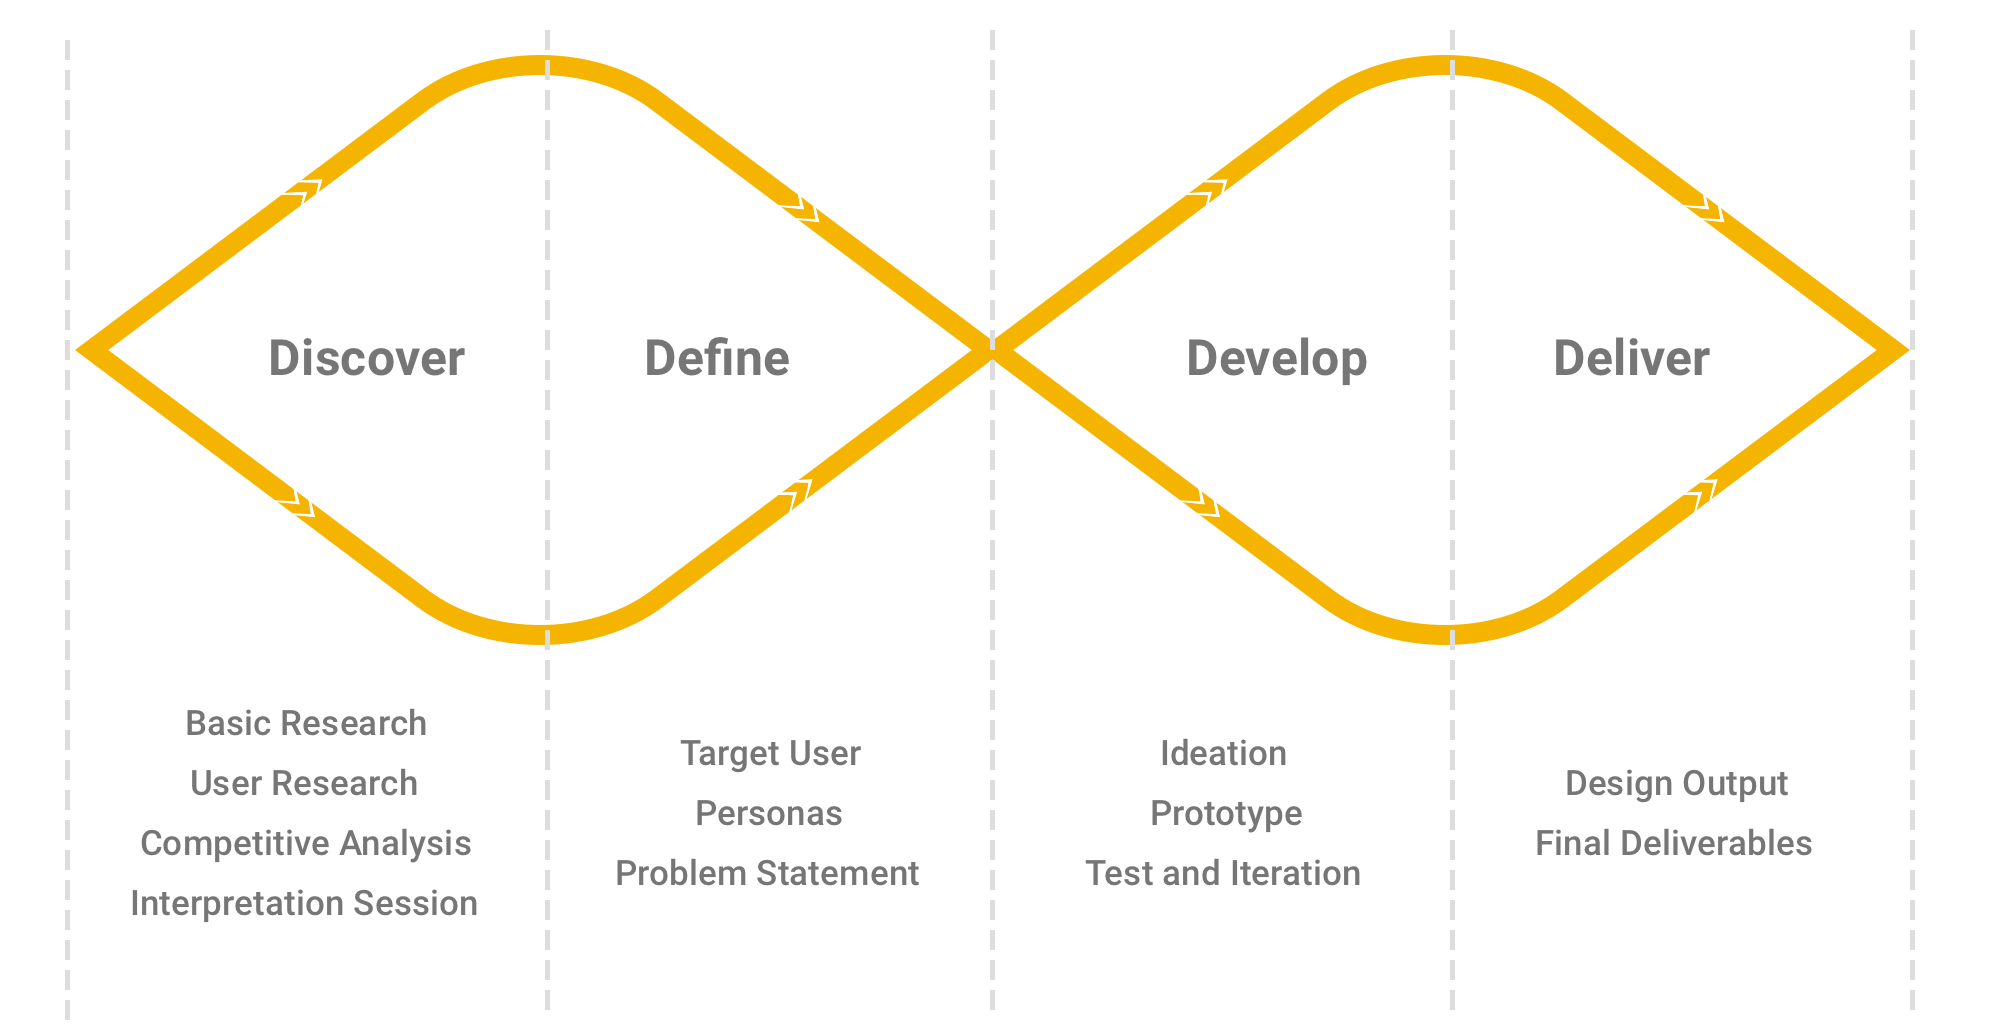 Discover
Define
Develop
Deliver
Basic Research
User Research
Competitive Analysis
Interpretation Session
Target User
Personas
Problem Statement
Ideation
Prototype
Test and Iteration
Design Output
Final Deliverables